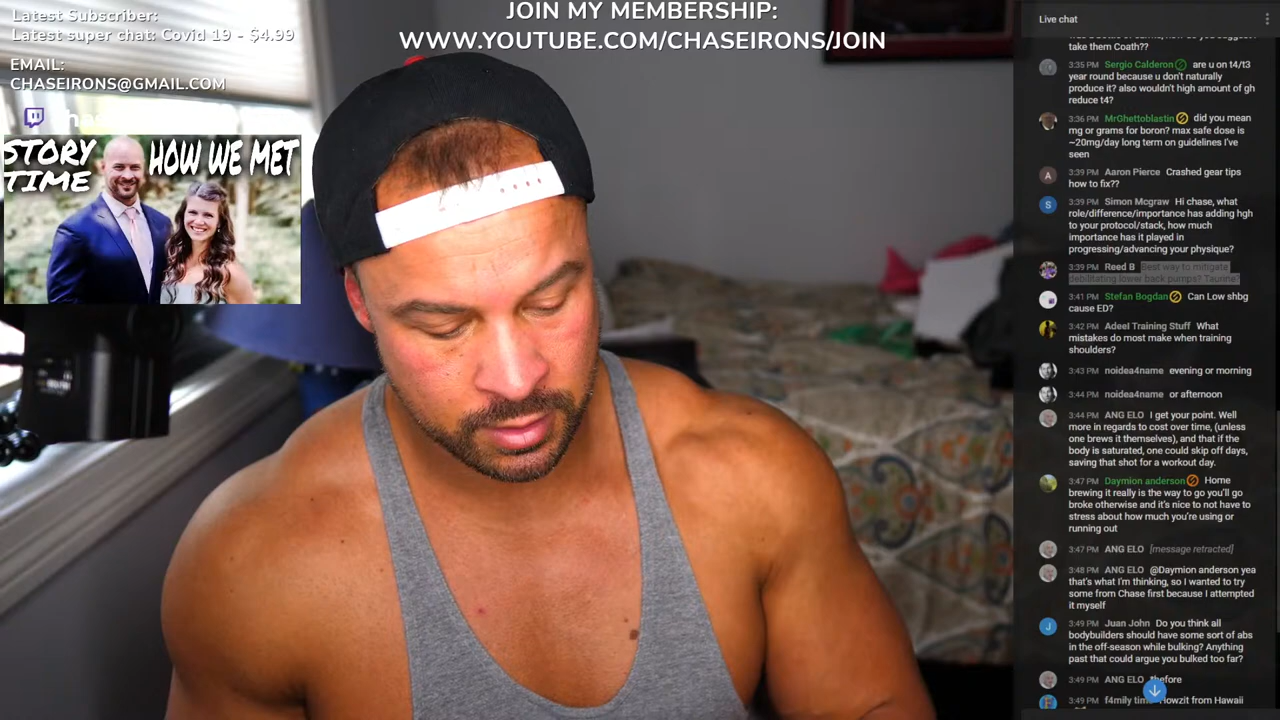 Latest Subscriber:
Latest super chat: Covid 19 - $4.99
EMAIL:
CHASEIRONS@GMAIL.COM
STORY TIME
HOW WE MET
JOIN MY MEMBERSHIP:
WWW.YOUTUBE.COM/CHASEIRONS/JOIN
Live chat
take them Coath??
3:35 PM Sergio Calderon are u on t4/t3
year round because u don't naturally
produce it? also wouldn't high amount of gh
reduce t4?
3:36 PM MrGhettoblastin did you mean
mg or grams for boron? max safe dose is
~20mg/day long term on guidelines I've
seen
3:39 PM Aaron Pierce Crashed gear tips
how to fix??
3:39 PM Simon Mcgraw Hi chase, what
role/difference/importance has adding hgh
to your protocol/stack, how much
importance has it played in
progressing/advancing your physique?
3:39 PM Reed B Best way to mitigate
debilitating lower back pumps? Taurine?
3:41 PM Stefan Bogdan Can Low shbg
cause ED?
3:42 PM Adeel Training Stuff What
mistakes do most make when training
shoulders?
3:43 PM noidea4name evening or morning
3:44 PM noidea4name or afternoon
3:44 PM ANG ELO I get your point. Well
more in regards to cost over time, (unless
one brews it themselves), and that if the
body is saturated, one could skip off days,
saving that shot for a workout day.
3:47 PM Daymion anderson Home
brewing it really is the way to go you'll go
broke otherwise and it's nice to not have to
stress about how much you're using or
running out
3:47 PM ANG ELO [message retracted]
3:48 PM ANG ELO @Daymion anderson yea
that's what I'm thinking, so I wanted to try
some from Chase first because I attempted
it myself
3:49 PM Juan John Do you think all
bodybuilders should have some sort of abs
in the off-season while bulking? Anything
past that could argue you bulked too far?
3:49 PM ANG ELO
3:49 PM f4mily Howzit from Hawaii